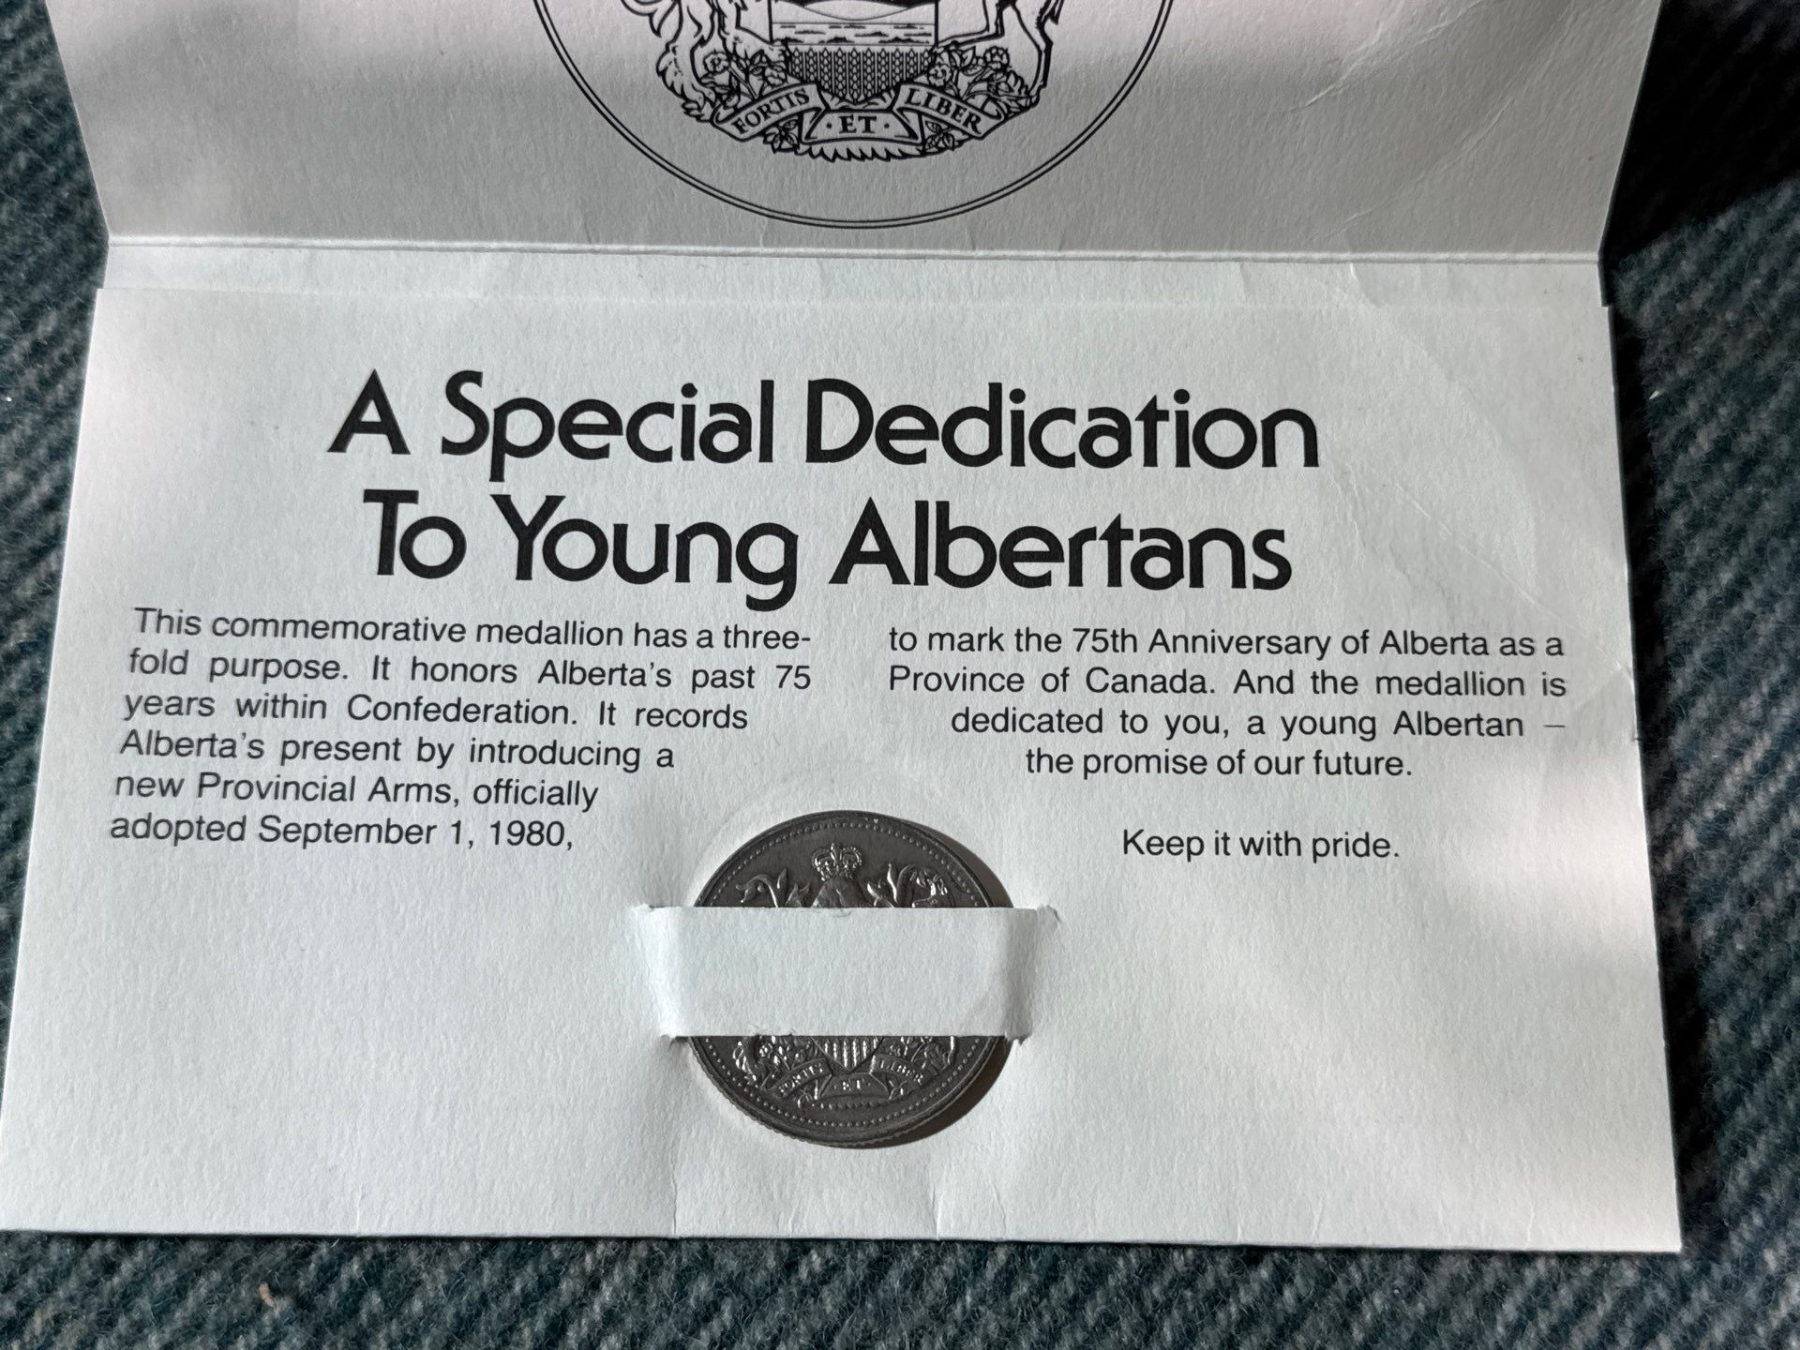 FORTIS
· ET ·
LIBER
A Special Dedication
To Young Albertans
This commemorative medallion has a three-
fold purpose. It honors Alberta's past 75
years within Confederation. It records
Alberta's present by introducing a
new Provincial Arms, officially
adopted September 1, 1980,
to mark the 75th Anniversary of Alberta as a
Province of Canada. And the medallion is
dedicated to you, a young Albertan –
the promise of our future.
Keep it with pride.
FORTIS
ET
LIBER